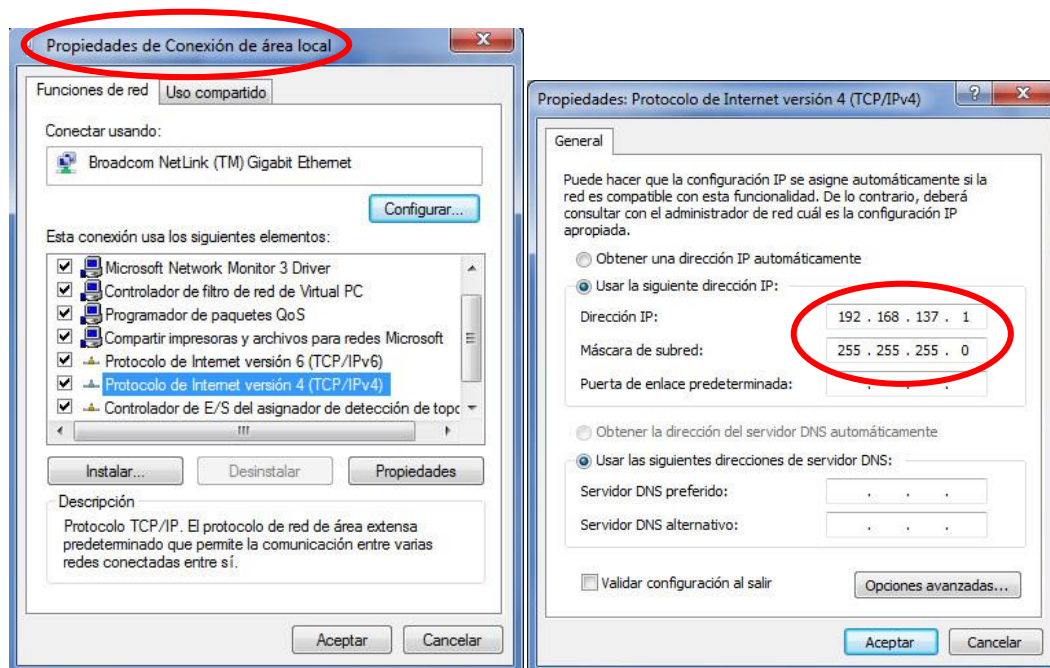 Propiedades de Conexión de área local
Funciones de red
Uso compartido
Conectar usando:
Broadcom NetLink (TM) Gigabit Ethernet
Configurar...
Esta conexión usa los siguientes elementos:
Microsoft Network Monitor 3 Driver
Controlador de filtro de red de Virtual PC
Programador de paquetes QoS
Compartir impresoras y archivos para redes Microsoft
Protocolo de Internet versión 6 (TCP/IPv6)
Protocolo de Internet versión 4 (TCP/IPv4)
Controlador de E/S del asignador de detección de topc
Instalar...
Desinstalar
Propiedades
Descripción
Protocolo TCP/IP. El protocolo de red de área extensa
predeterminado que permite la comunicación entre varias
redes conectadas entre sí.
Aceptar
Cancelar
Propiedades: Protocolo de Internet versión 4 (TCP/IPv4)
General
Puede hacer que la configuración IP se asigne automáticamente si la
red es compatible con esta funcionalidad. De lo contrario, deberá
consultar con el administrador de red cuál es la configuración IP
apropiada.
Obtener una dirección IP automáticamente
Usar la siguiente dirección IP:
Dirección IP:
192 . 168 . 137 . 1
Máscara de subred:
255 . 255 . 255 . 0
Puerta de enlace predeterminada:
. . .
Obtener la dirección del servidor DNS automáticamente
Usar las siguientes direcciones de servidor DNS:
Servidor DNS preferido:
. . .
Servidor DNS alternativo:
. . .
Validar configuración al salir
Opciones avanzadas...
Aceptar
Cancelar